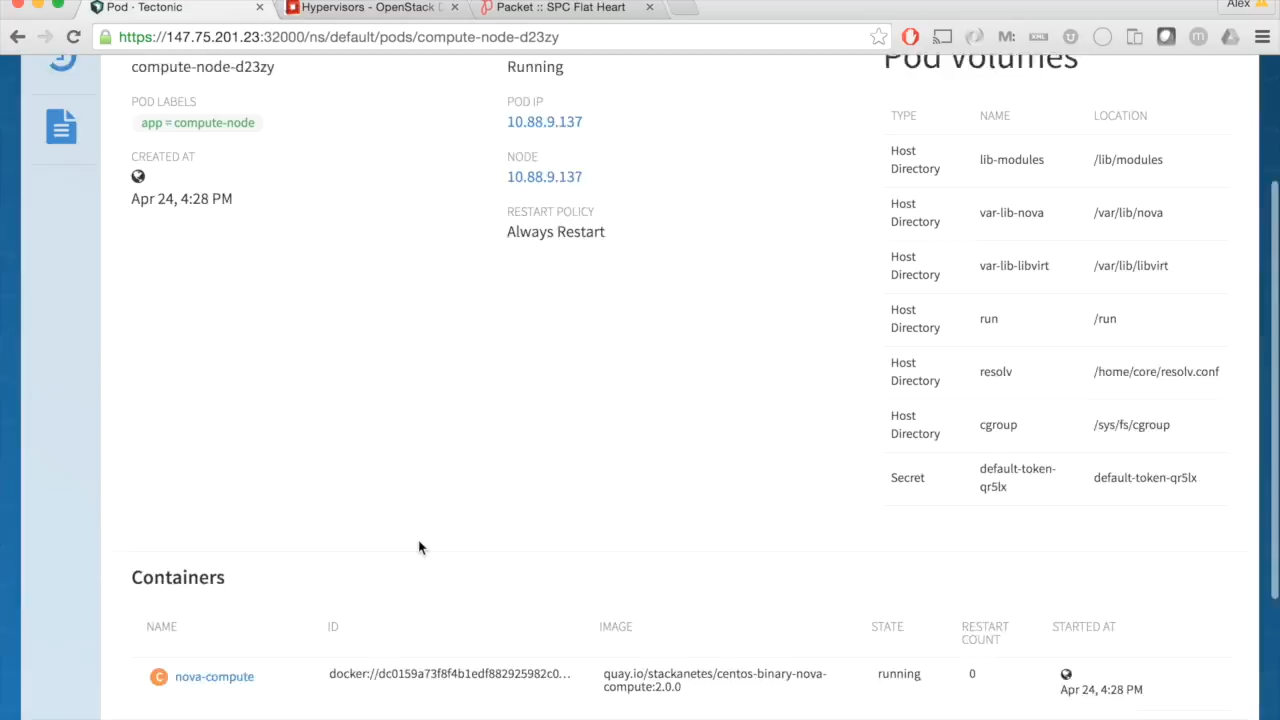 Pod · Tectonic
Hypervisors - OpenStack D
Packet :: SPC Flat Heart
Alex
https://147.75.201.23:32000/ns/default/pods/compute-node-d23zy
compute-node-d23zy
Running
POD LABELS
app = compute-node
POD IP
10.88.9.137
CREATED AT
Apr 24, 4:28 PM
NODE
10.88.9.137
RESTART POLICY
Always Restart
Pod Volumes
TYPE NAME LOCATION
Host
Directory
lib-modules
/lib/modules
Host
Directory
var-lib-nova
/var/lib/nova
Host
Directory
var-lib-libvirt
/var/lib/libvirt
Host
Directory
run
/run
Host
Directory
resolv
/home/core/resolv.conf
Host
Directory
cgroup
/sys/fs/cgroup
Secret
default-token-
qr5lx
default-token-qr5lx
Containers
NAME ID IMAGE STATE RESTART
COUNT
STARTED AT
C nova-compute
docker://dc0159a73f8f4b1edf882925982c0...
quay.io/stackanetes/centos-binary-nova-
compute:2.0.0
running
0
Apr 24, 4:28 PM